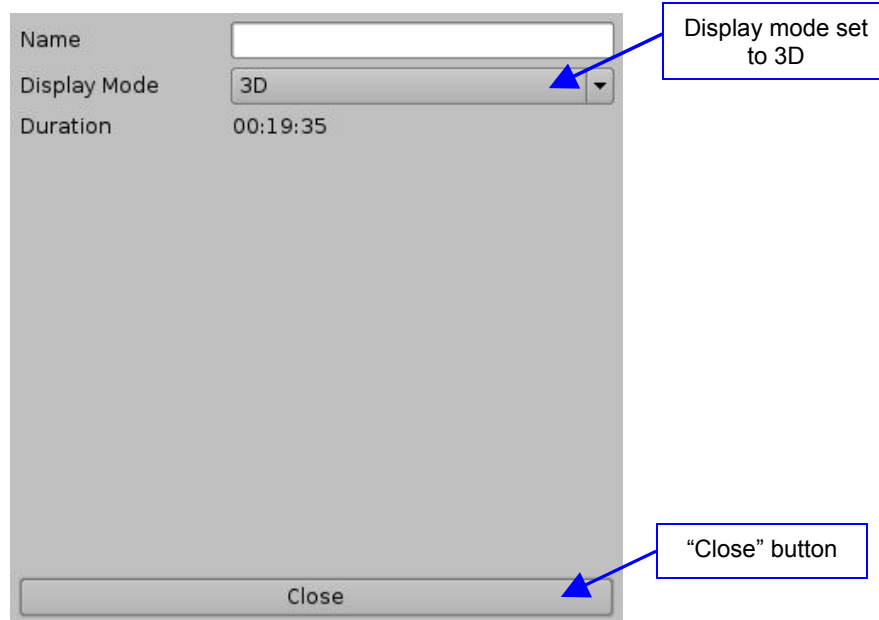 Name
Display Mode
3D
Duration
00:19:35
Close
Display mode set
to 3D
“Close” button